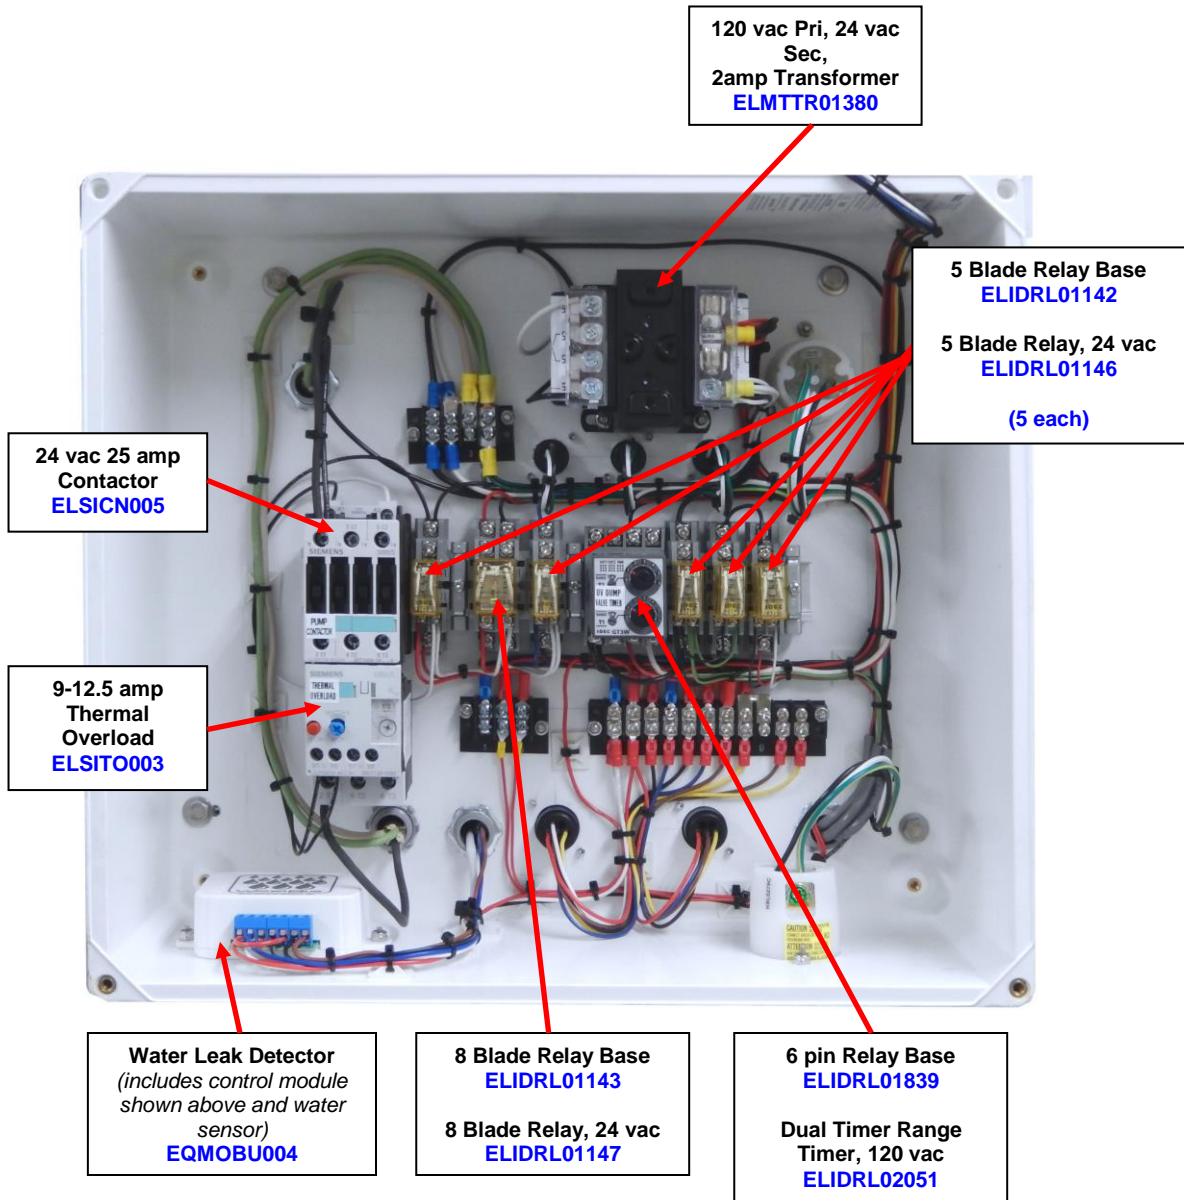 120 vac Pri, 24 vac
Sec,
2amp Transformer
ELMTTR01380
5 Blade Relay Base
ELIDRL01142
5 Blade Relay, 24 vac
ELIDRL01146
(5 each)
24 vac 25 amp
Contactor
ELSICN005
SIEMENS
PUMP
CONTACTOR
DV DUMP
VALVE TIMER
9-12.5 amp
Thermal
Overload
ELSITO003
SIEMENS
THERMAL
OVERLOAD
CAUTION
Water Leak Detector
(includes control module
shown above and water
sensor)
EQMOBU004
8 Blade Relay Base
ELIDRL01143
8 Blade Relay, 24 vac
ELIDRL01147
6 pin Relay Base
ELIDRL01839
Dual Timer Range
Timer, 120 vac
ELIDRL02051